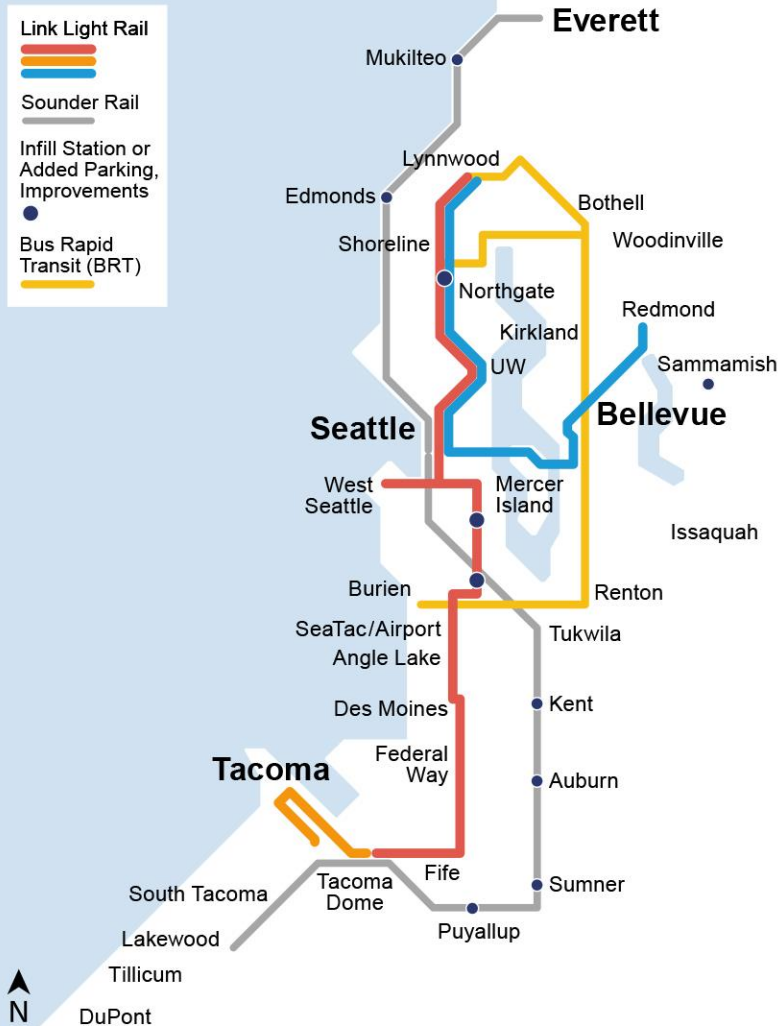 Link Light Rail
Sounder Rail
Infill Station or
Added Parking,
Improvements
Bus Rapid
Transit (BRT)
Everett
Mukilteo
Lynnwood
Edmonds
Bothell
Shoreline
Woodinville
Northgate
Redmond
Kirkland
UW
Sammamish
Bellevue
Seattle
West
Seattle
Mercer
Island
Issaquah
Burien
Renton
SeaTac/Airport
Tukwila
Angle Lake
Des Moines
Kent
Federal
Way
Tacoma
Auburn
Fife
Tacoma
Dome
South Tacoma
Sumner
Puyallup
Lakewood
Tillicum
DuPont
N